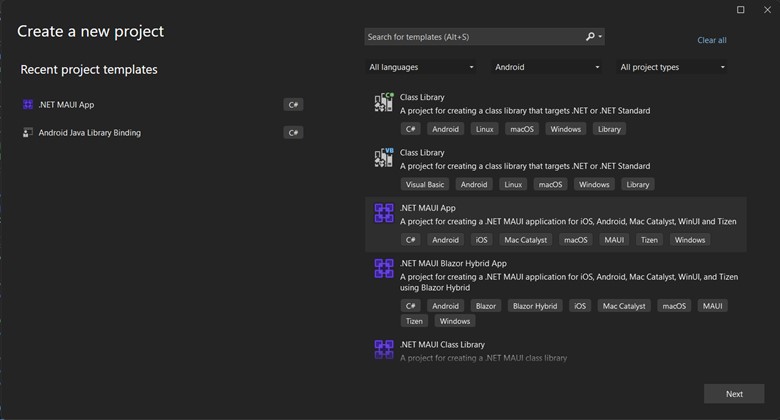 Create a new project
Search for templates (Alt+S)
Clear all
Recent project templates
All languages
Android
All project types
.NET MAUI App
C#
Android Java Library Binding
C#
Class Library
A project for creating a class library that targets .NET or .NET Standard
C# Android Linux macOS Windows Library
Class Library
A project for creating a class library that targets .NET or .NET Standard
Visual Basic Android Linux macOS Windows Library
.NET MAUI App
A project for creating a .NET MAUI application for iOS, Android, Mac Catalyst, WinUI and Tizen
C# Android iOS Mac Catalyst macOS MAUI Tizen Windows
.NET MAUI Blazor Hybrid App
A project for creating a .NET MAUI application for iOS, Android, Mac Catalyst, WinUI, and Tizen
using Blazor Hybrid
C# Android Blazor Blazor Hybrid iOS Mac Catalyst macOS MAUI
Tizen Windows
.NET MAUI Class Library
A project for creating a .NET MAUI class library
Next